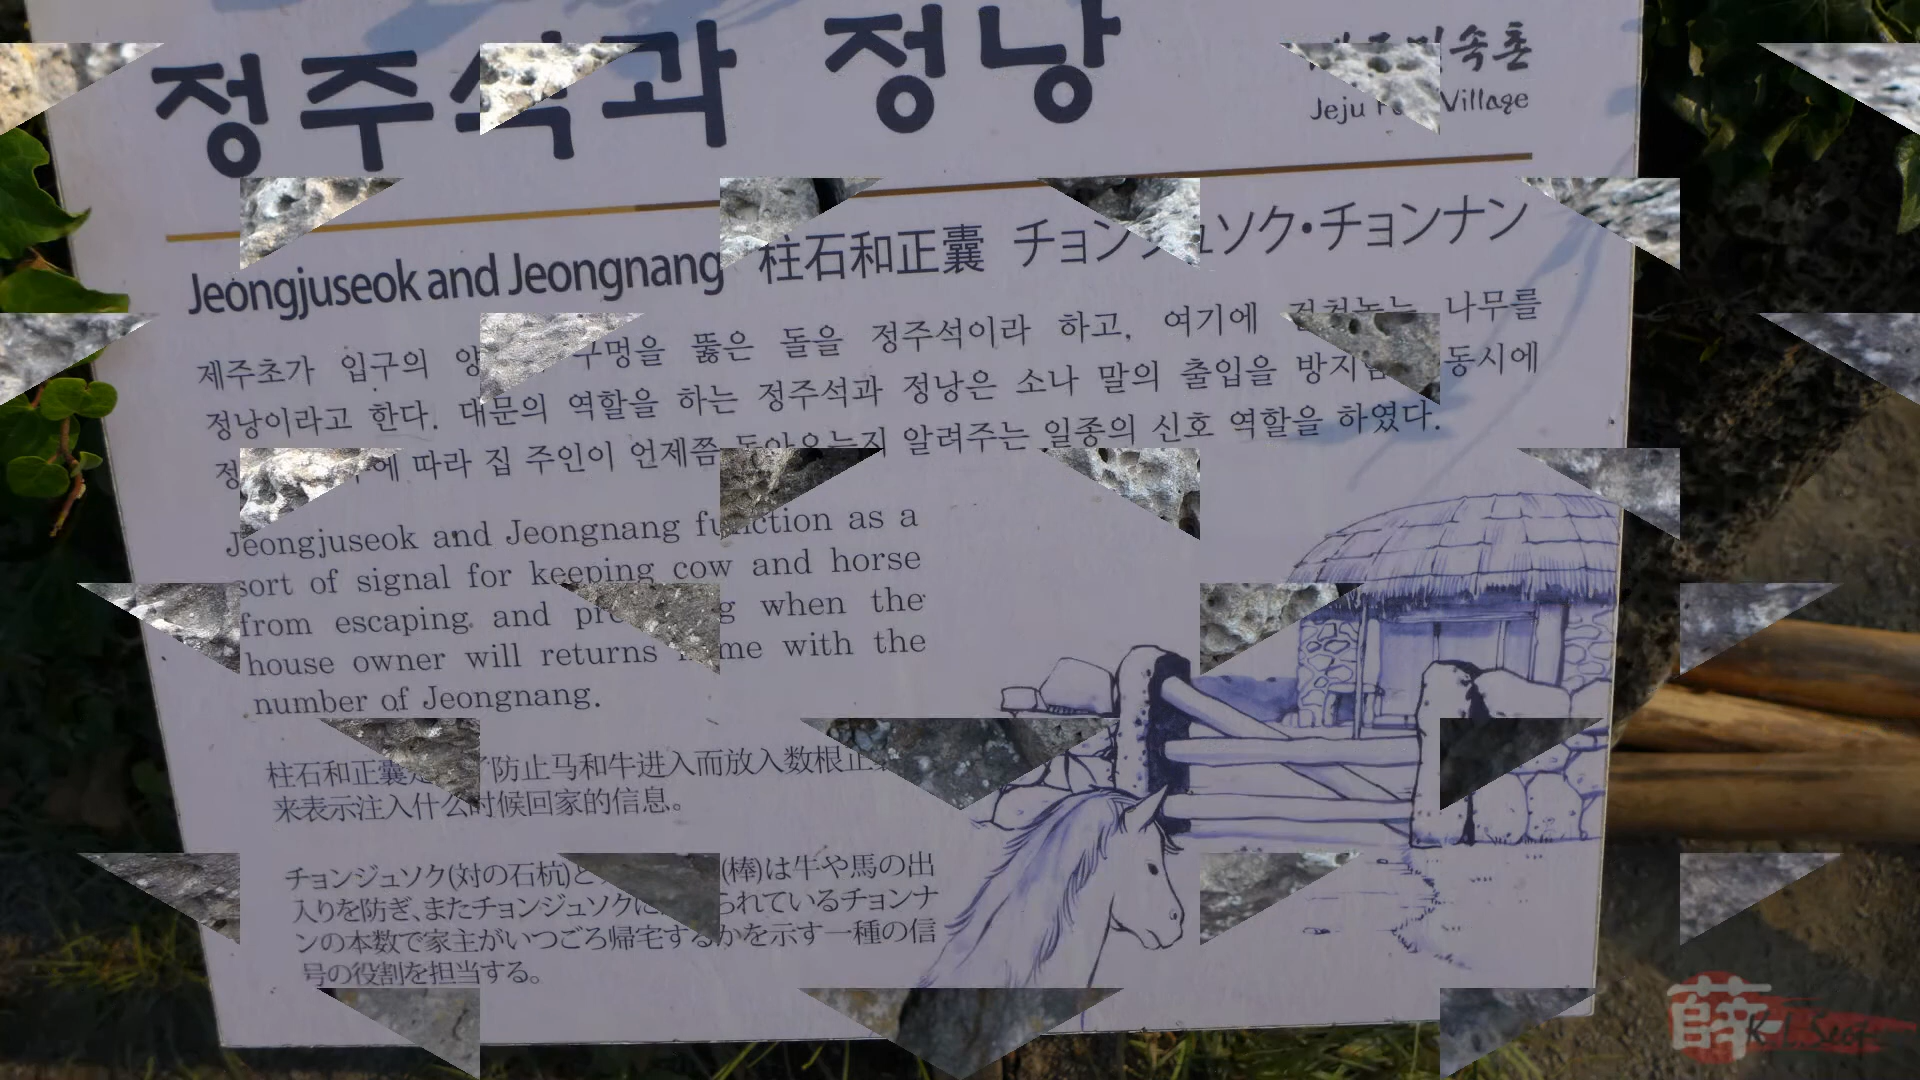 정주석과 정낭
속촌
Jeju Village
Jeongjuseok and Jeongnang 柱石和正囊 チョンジュソク・チョンナン
제주초가 입구의 구멍을 뚫은 돌을 정주석이라 하고, 여기에 나무를
정낭이라고 한다. 대문의 역할을 하는 정주석과 정낭은 소나 말의 출입을 동시에
따라 집 주인이 언제쯤 돌아오는지 알려주는 일종의 신호 역할을 하였다.
Jeongjuseok and Jeongnang function as a
sort of signal for keeping cow and horse
from escaping and when the
house owner will returns home with the
number of Jeongnang.
柱石和正囊 防止马和牛进入而放入数根
来表示注入什么时候回家的信息。
チョンジュソク(対の石杭)と (棒)は牛や馬の出
入りを防ぎ、またチョンジュソクに られているチョンナ
ンの本数で家主がいつごろ帰宅するかを示す一種の信
号の役割を担当する。
薛